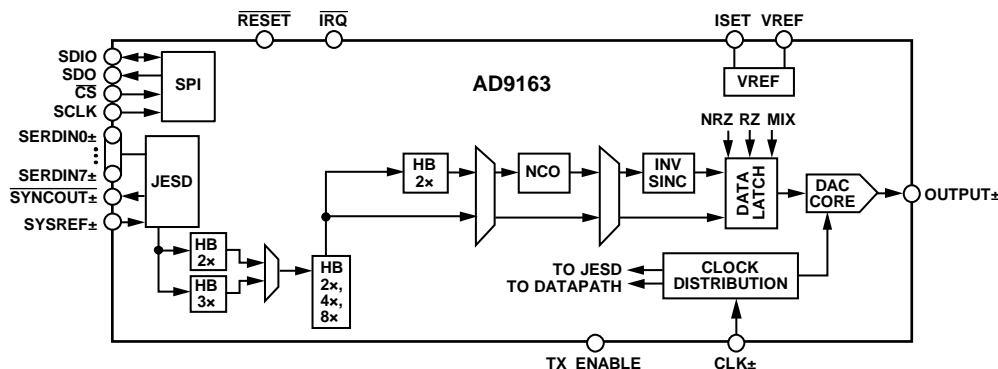 RESET
IRQ
ISET VREF
SDIO
SDO
CS
SCLK
SPI
AD9163
VREF
SERDIN0±
SERDIN7±
SYNCOUT±
SYSREF±
JESD
NRZ RZ MIX
HB
2×
NCO
INV
SINC
DATA
LATCH
DAC
CORE
OUTPUT±
HB
2×
HB
3×
HB
2×,
4×,
8×
TO JESD
TO DATAPATH
CLOCK
DISTRIBUTION
TX ENABLE
CLK±